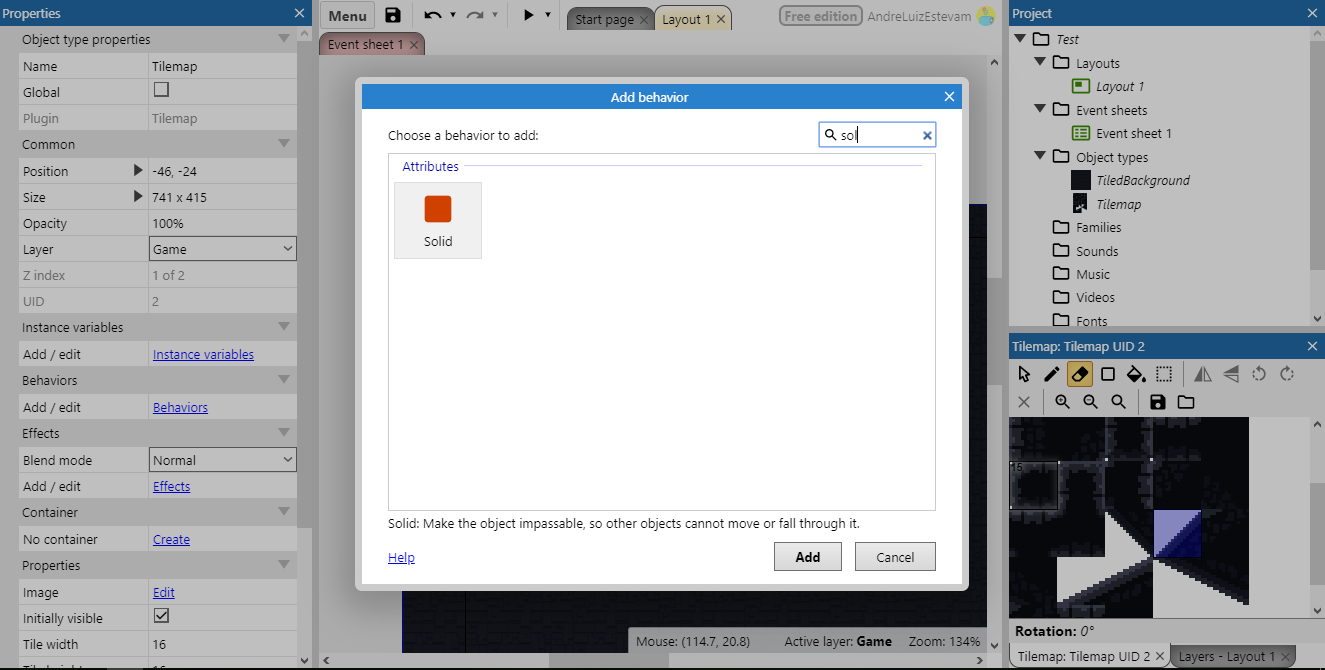 Properties
Object type properties
Name Tilemap
Global
Plugin Tilemap
Common
Position -46, -24
Size 741 x 415
Opacity 100%
Layer Game
Z index 1 of 2
UID 2
Instance variables
Add / edit Instance variables
Behaviors
Add / edit Behaviors
Effects
Blend mode Normal
Add / edit Effects
Container
No container Create
Properties
Image Edit
Initially visible
Tile width 16
Menu
Start page
Layout 1
Free edition AndreLuizEstevam
Event sheet 1
Add behavior
Choose a behavior to add:
sol
Attributes
Solid
Solid: Make the object impassable, so other objects cannot move or fall through it.
Help
Add
Cancel
Mouse: (114.7, 20.8) Active layer: Game Zoom: 134%
Project
Test
Layouts
Layout 1
Event sheets
Event sheet 1
Object types
TiledBackground
Tilemap
Families
Sounds
Music
Videos
Fonts
Tilemap: Tilemap UID 2
15
Rotation: 0°
Tilemap: Tilemap UID 2
Layers - Layout 1